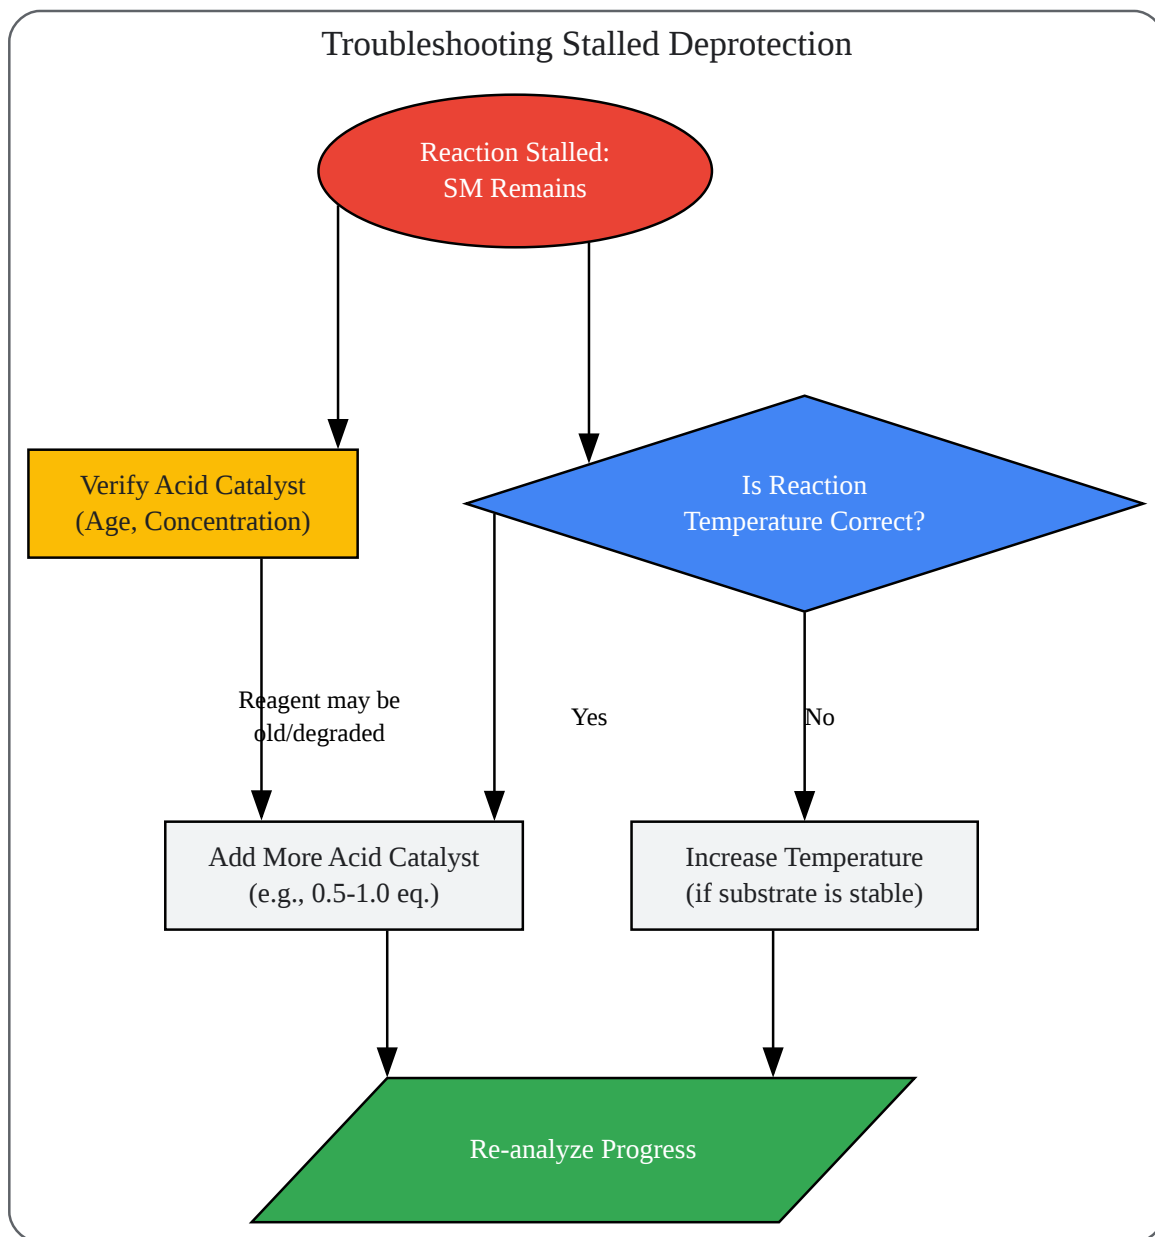 Troubleshooting Stalled Deprotection
Reaction Stalled:
SM Remains
Verify Acid Catalyst
(Age, Concentration)
Is Reaction
Temperature Correct?
Reagent may be
old/degraded
Yes
No
Add More Acid Catalyst
(e.g., 0.5-1.0 eq.)
Increase Temperature
(if substrate is stable)
Re-analyze Progress